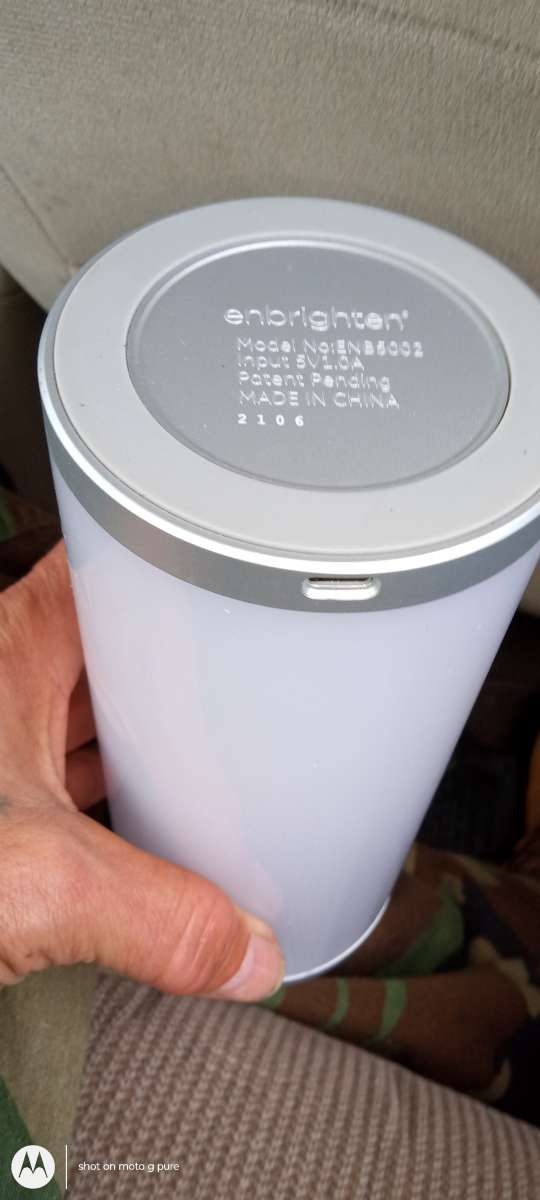 enbrighten®
Model No:ENB5002
Input 5V1.0A
Patent Pending
MADE IN CHINA
2106
shot on moto g pure